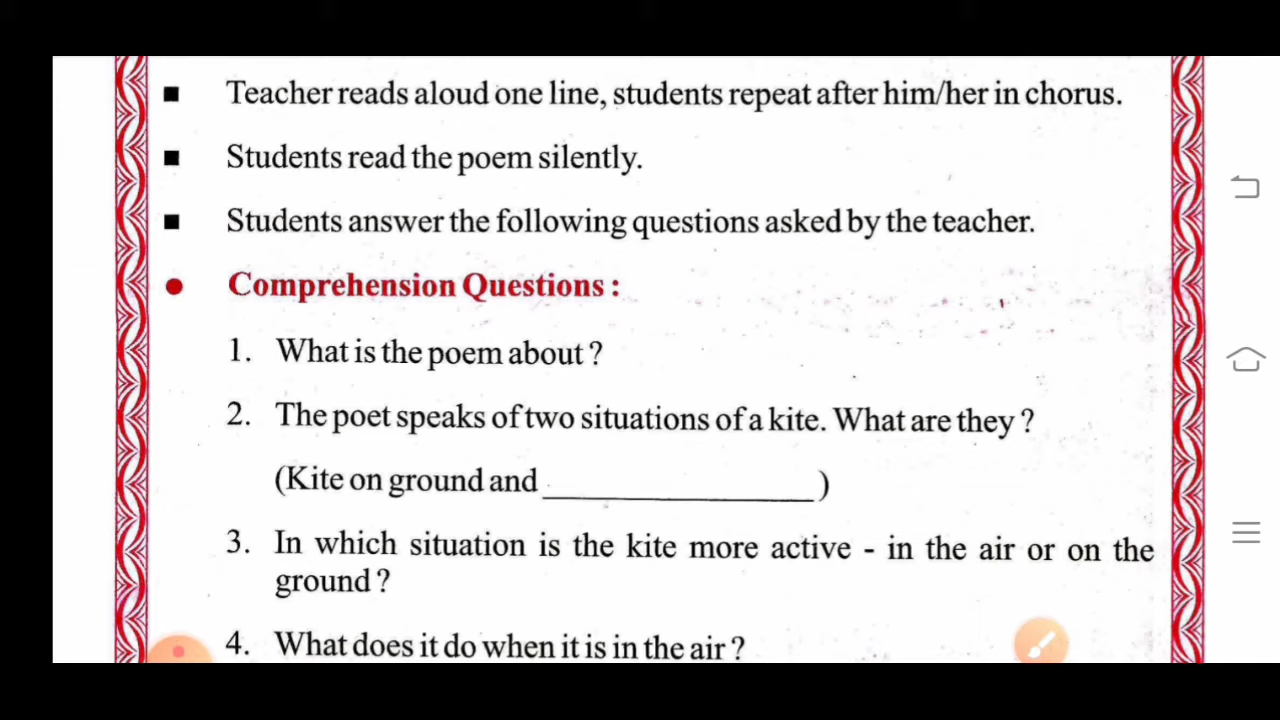 ■ Teacher reads aloud one line, students repeat after him/her in chorus.
■ Students read the poem silently.
■ Students answer the following questions asked by the teacher.
● Comprehension Questions :
1. What is the poem about ?
2. The poet speaks of two situations of a kite. What are they ?
(Kite on ground and ______________ )
3. In which situation is the kite more active - in the air or on the
ground ?
4. What does it do when it is in the air ?